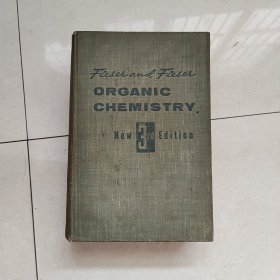 Fieser and Fieser
ORGANIC
CHEMISTRY
New 3rd Edition